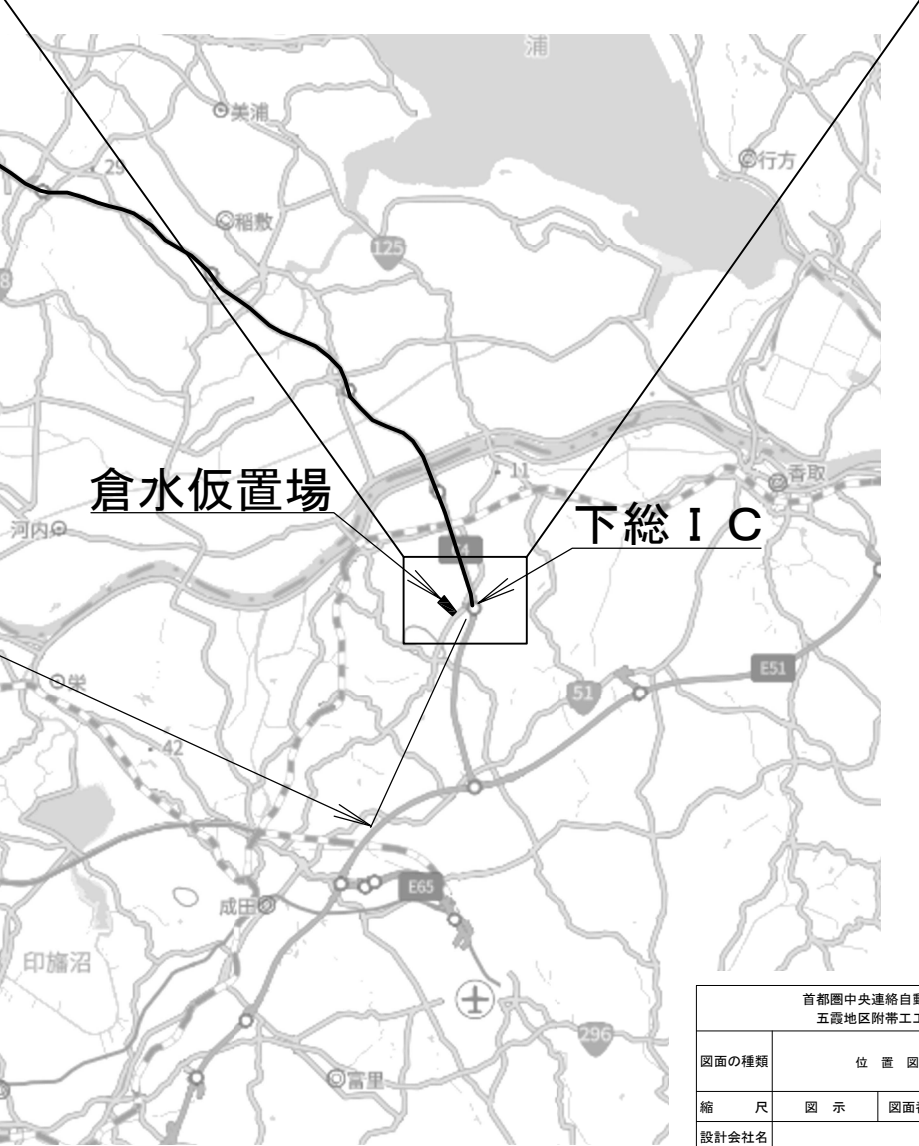 浦
美浦
行方
29
稲敷
125
8
倉水仮置場
11
香取
下総ＩＣ
河内
栄
E51
51
42
E65
成田
印旛沼
296
富里
首都圏中央連絡自動
五霞地区附帯工
図面の種類
位 置 図
縮 尺
図 示
図面
設計会社名